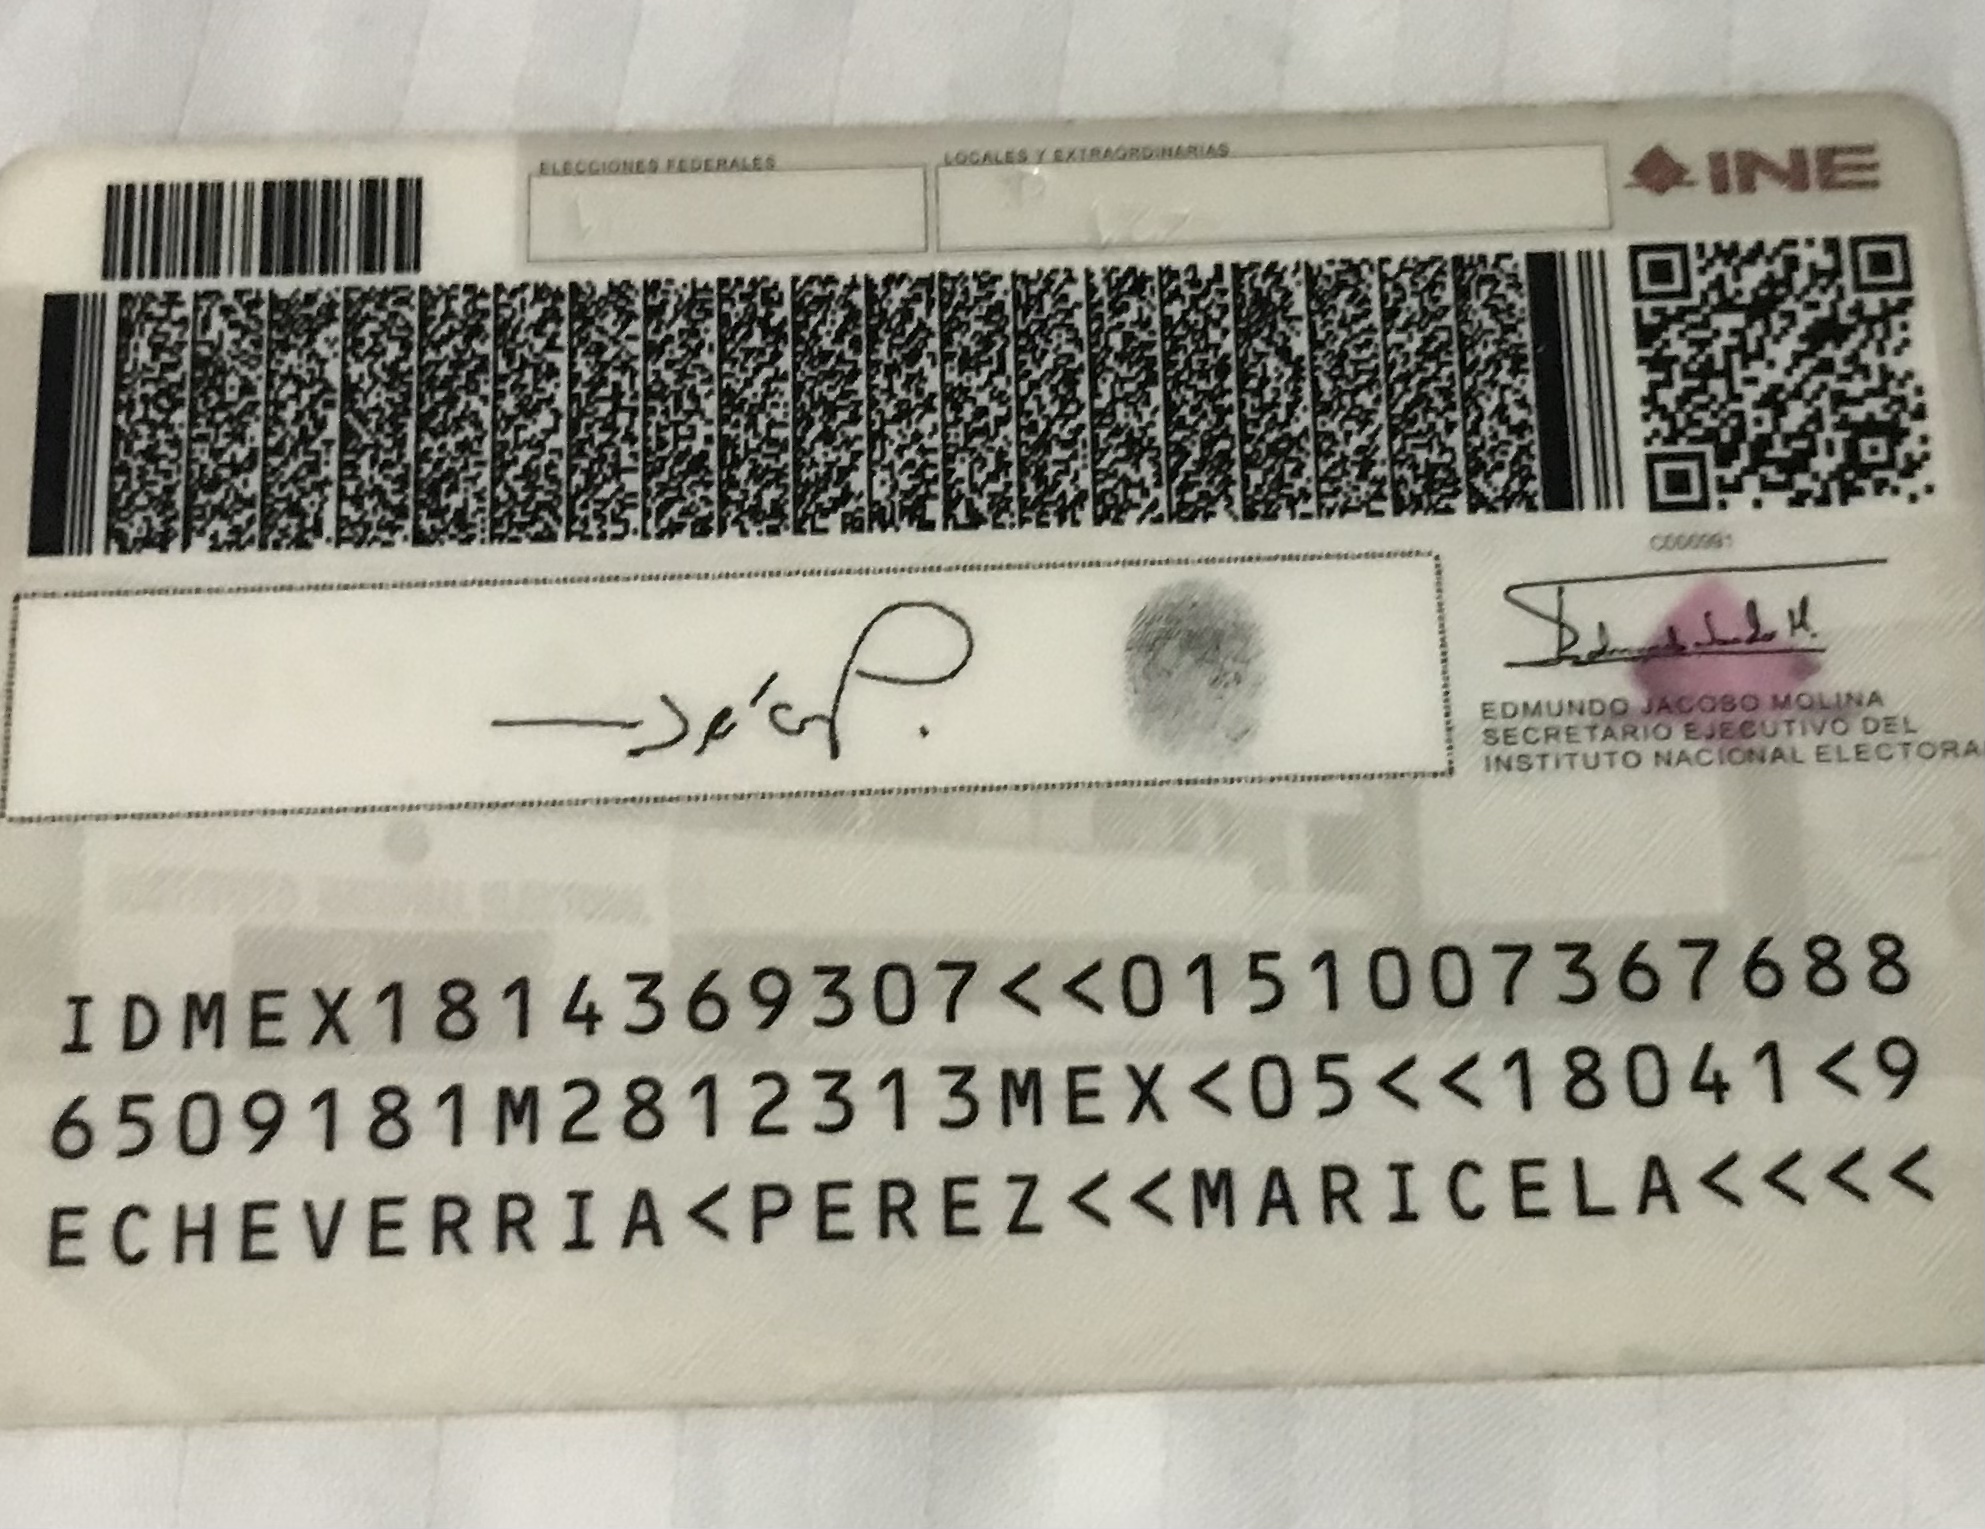 ELECCIONES FEDERALES
LOCALES Y EXTRAORDINARIAS
INE
EDMUNDO JACOBO MOLINA
SECRETARIO EJECUTIVO DEL
INSTITUTO NACIONAL ELECTORA
IDMEX1814369307<<0151007367688
6509181M2812313MEX<05<<18041<9
ECHEVERRIA<PEREZ<<MARICELA<<<<